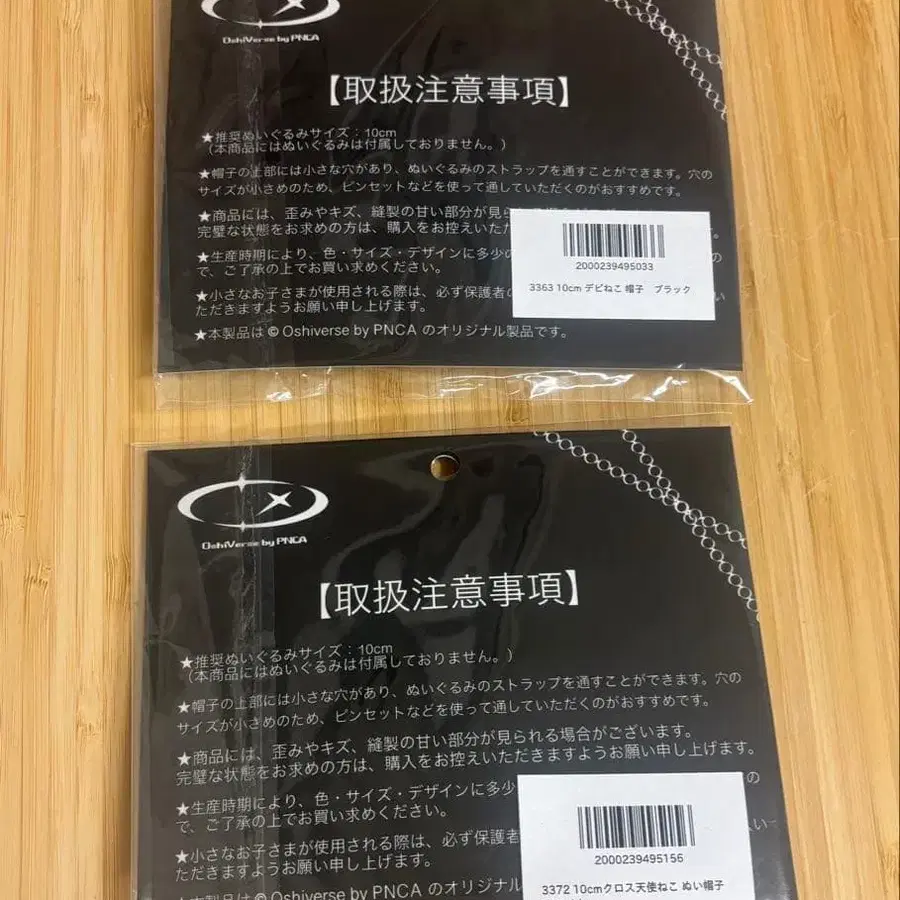 OshiVerse by PNCA
【取扱注意事項】
★推奨ぬいぐるみサイズ：10cm
（本商品にはぬいぐるみは付属しておりません。）
★帽子の上部には小さな穴があり、ぬいぐるみのストラップを通すことができます。穴の
サイズが小さめのため、ピンセットなどを使って通していただくのがおすすめです。
★商品には、歪みやキズ、縫製の甘い部分が見られ
完璧な状態をお求めの方は、購入をお控えいただ
す。
★生産時期により、色・サイズ・デザインに多少の
で、ご了承の上でお買い求めください。
★小さなお子さまが使用される際は、必ず保護者の
ただきますようお願い申し上げます。
★本製品は © Oshiverse by PNCA のオリジナル製品です。
2000239495033
3363 10cm デビねこ 帽子　ブラック
OshiVerse by PNCA
【取扱注意事項】
★推奨ぬいぐるみサイズ：10cm
（本商品にはぬいぐるみは付属しておりません。）
★帽子の上部には小さな穴があり、ぬいぐるみのストラップを通すことができます。穴の
サイズが小さめのため、ピンセットなどを使って通していただくのがおすすめです。
★商品には、歪みやキズ、縫製の甘い部分が見られる場合がございます。
完璧な状態をお求めの方は、購入をお控えいただきますようお願い申し上げます。
★生産時期により、色・サイズ・デザインに多少
の
で、ご了承の上でお買い求めください。
★小さなお子さまが使用される際は、必ず保護者
ただきますようお願い申し上げます。
★本製品は © Oshiverse by PNCA のオリジナル
2000239495156
3372 10cmクロス天使ねこ ぬい帽子